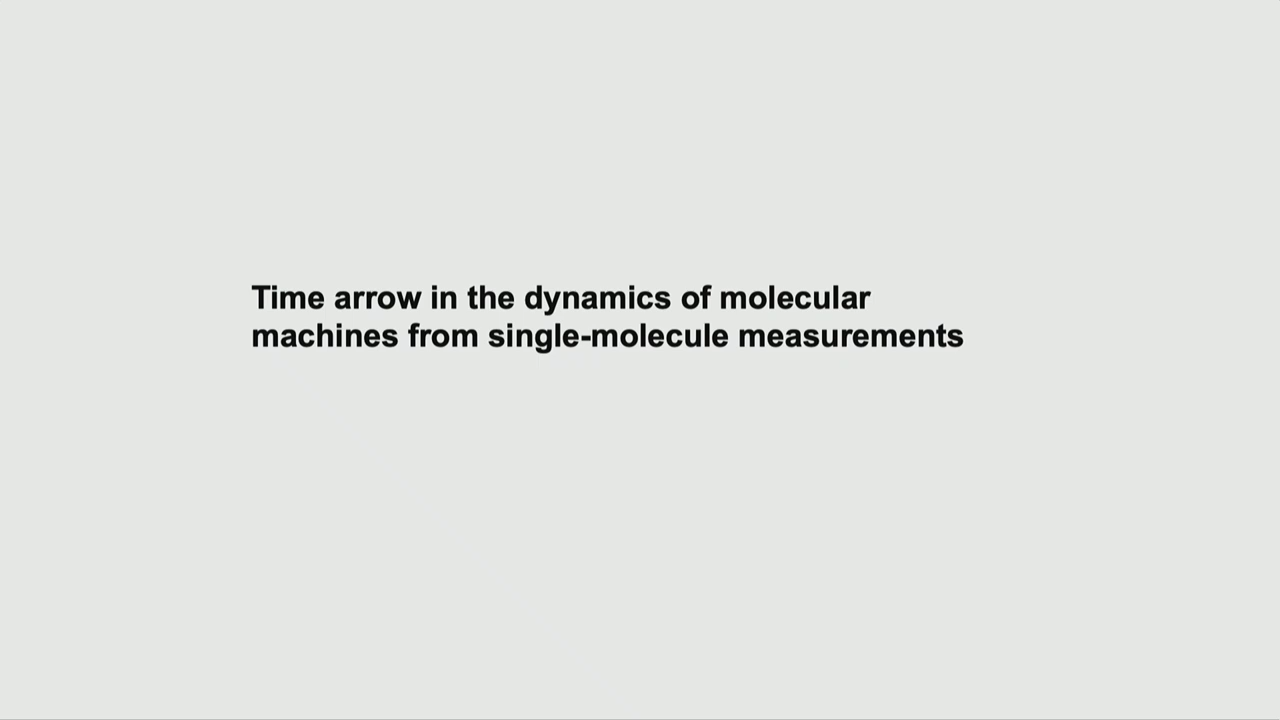 Time arrow in the dynamics of molecular
machines from single-molecule measurements